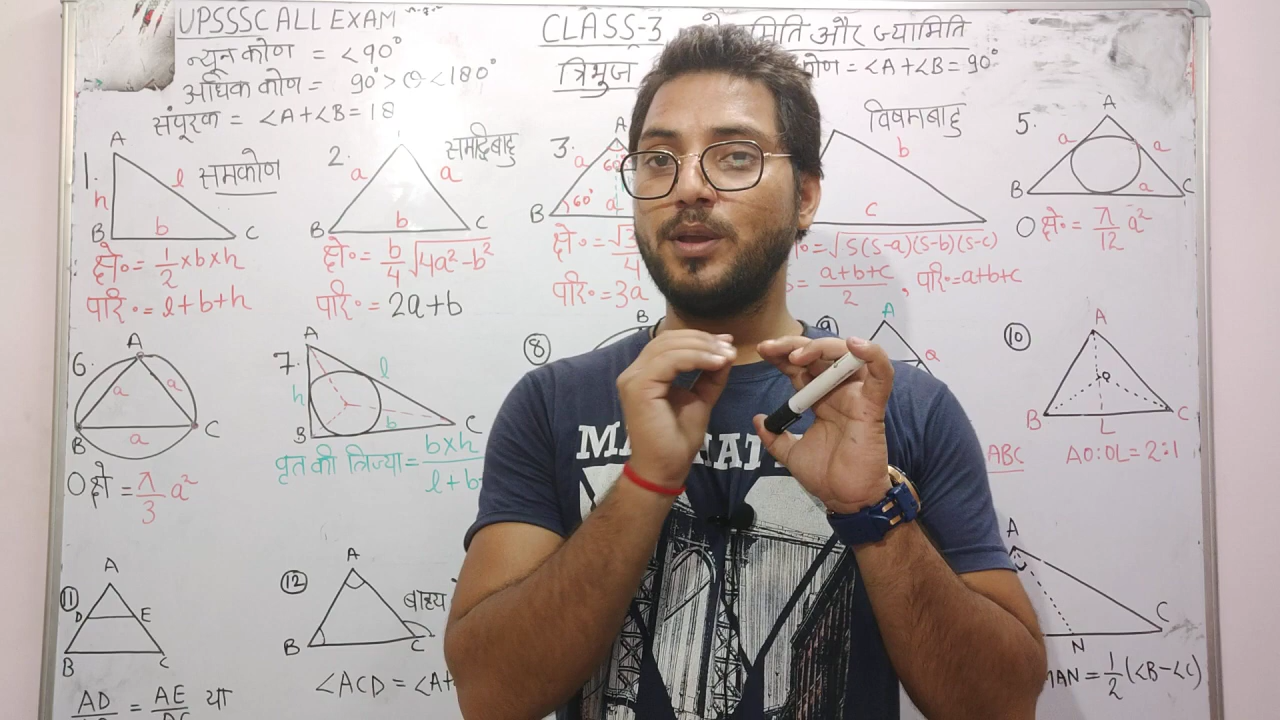 UPSSSC ALL EXAM
CLASS-3 मिति और ज्यामिति
न्यून कोण = <90°
त्रिभुज कोण = ∠A+∠B=90°
अधिक कोण = 90°>θ<180°
संपूरक = ∠A+∠B=18
1. A h B b C l समकोण
क्षे० = 1/2 ×b×h
परि० = l+b+h
2. a a B b C समद्विबाहु
क्षे० = b/4 √4a²-b²
परि० = 2a+b
3. A a 60° B 60° a
क्षे० = √3/4
परि० = 3a
विषमबाहु
b c
= √s(s-a)(s-b)(s-c)
= a+b+c/2 , परि० = a+b+c
5. A a a B a C
○ क्षे० = π/12 a²
6. A a a B a C
○ क्षे = π/3 a²
7. A h l B b C
वृत की त्रिज्या = b×h/l+b
⑧ B
⑨ A a
ABC
⑩ A B L C
AO:OL=2:1
⑪ A D E B C
AD = AE या
⑫ A B C बाह्य
∠ACD = ∠A+
A N C
MAN = 1/2 (∠B-∠C)